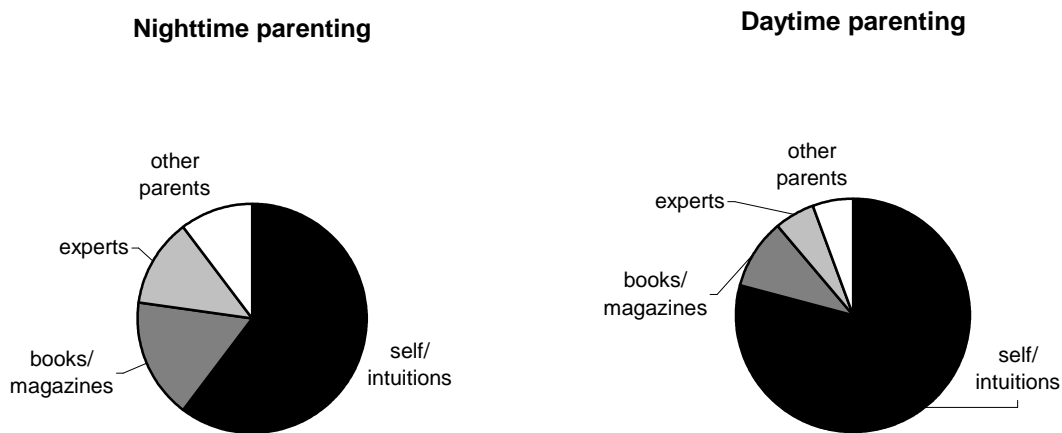 Nighttime parenting
other
parents
experts
books/
magazines
self/
intuitions
Daytime parenting
other
parents
experts
books/
magazines
self/
intuitions